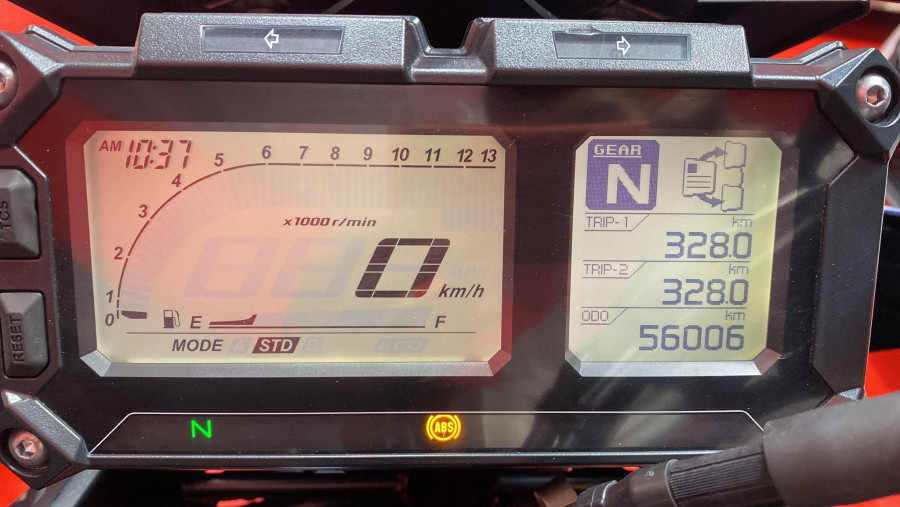 AM 10:37
0 1 2 3 4 5 6 7 8 9 10 11 12 13
x1000 r/min
0 km/h
E F
MODE A STD B
ECO
GEAR
N
TRIP-1 km
328.0
TRIP-2 km
328.0
ODO km
56006
TCS
RESET
N
ABS